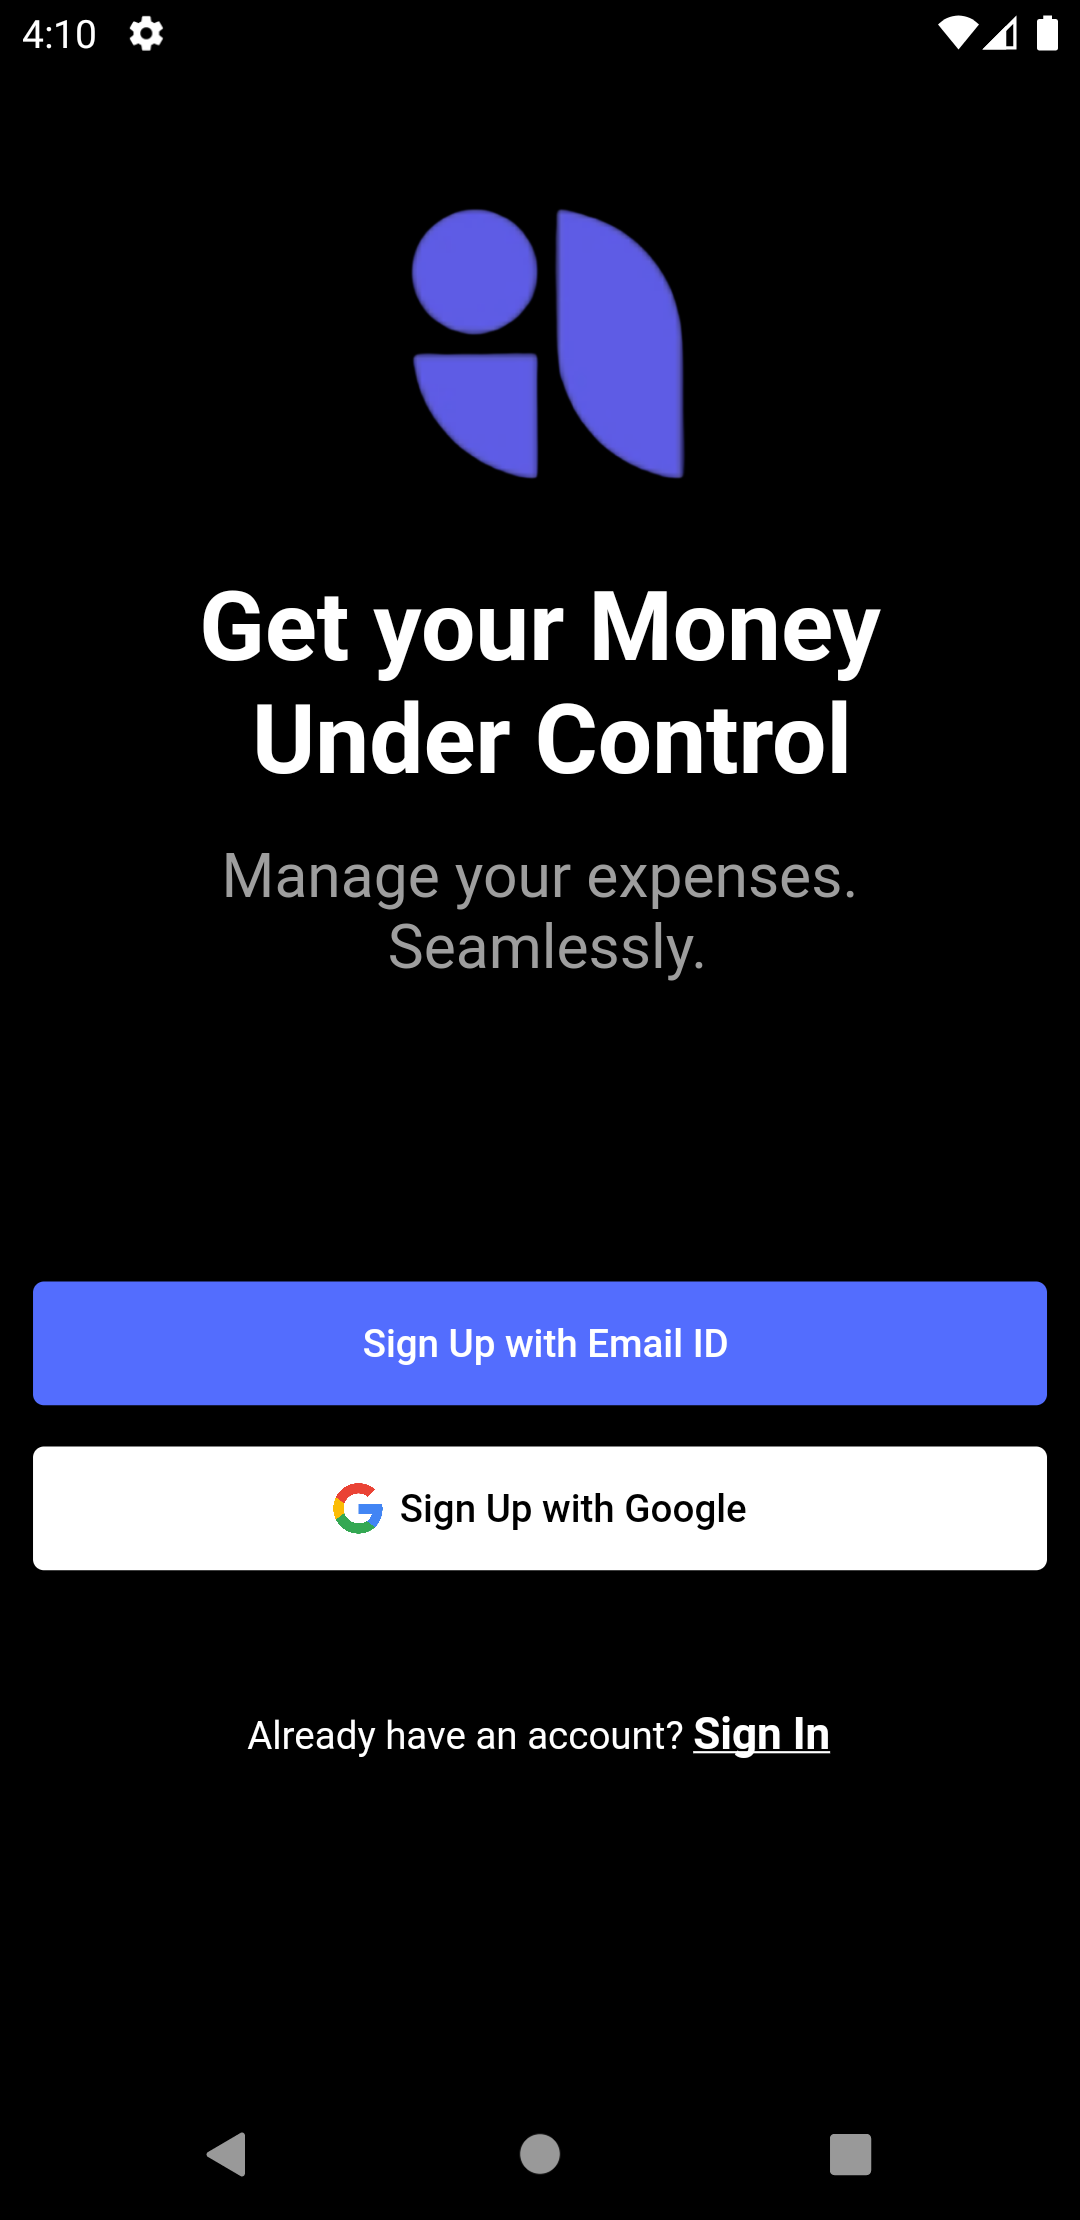 4:10
Get your Money
Under Control
Manage your expenses.
Seamlessly.
Sign Up with Email ID
Sign Up with Google
Already have an account? Sign In